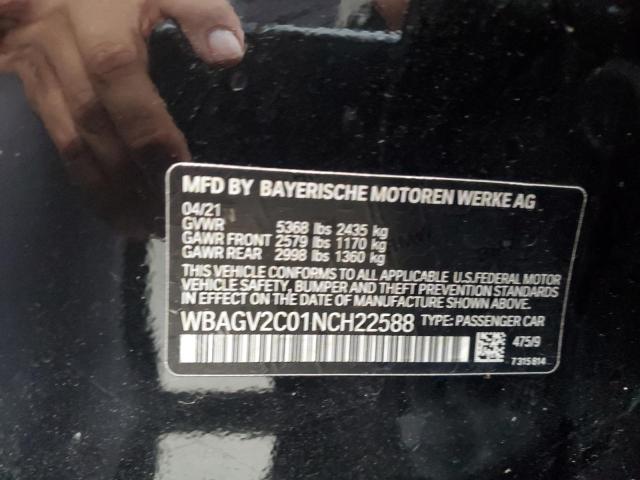 MFD BY BAYERISCHE MOTOREN WERKE AG
04/21
GVWR 5368 lbs 2435 kg
GAWR FRONT 2579 lbs 1170 kg
GAWR REAR 2998 lbs 1360 kg
THIS VEHICLE CONFORMS TO ALL APPLICABLE U.S.FEDERAL MOTOR
VEHICLE SAFETY, BUMPER AND THEFT PREVENTION STANDARDS
IN EFFECT ON THE DATE OF MANUFACTURE SHOWN ABOVE.
WBAGV2C01NCH22588 TYPE: PASSENGER CAR
475/9
7315814